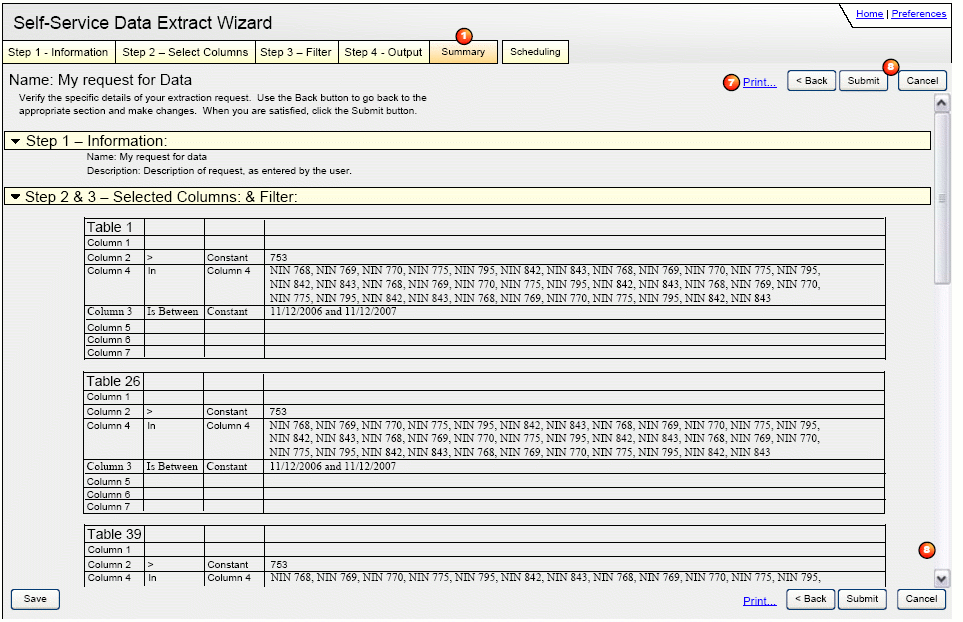 Self-Service Data Extract Wizard
Home | Preferences
1
Step 1 - Information Step 2 – Select Columns Step 3 – Filter Step 4 - Output Summary Scheduling
Name: My request for Data
8
7 Print... < Back Submit Cancel
Verify the specific details of your extraction request. Use the Back button to go back to the
appropriate section and make changes. When you are satisfied, click the Submit button.
Step 1 – Information:
Name: My request for data
Description: Description of request, as entered by the user.
Step 2 & 3 – Selected Columns: & Filter:
Table 1
Column 1
Column 2 > Constant 753
Column 4 In Column 4 NIN 768, NIN 769, NIN 770, NIN 775, NIN 795, NIN 842, NIN 843, NIN 768, NIN 769, NIN 770, NIN 775, NIN 795,
NIN 842, NIN 843, NIN 768, NIN 769, NIN 770, NIN 775, NIN 795, NIN 842, NIN 843, NIN 768, NIN 769, NIN 770,
NIN 775, NIN 795, NIN 842, NIN 843, NIN 768, NIN 769, NIN 770, NIN 775, NIN 795, NIN 842, NIN 843
Column 3 Is Between Constant 11/12/2006 and 11/12/2007
Column 5
Column 6
Column 7
Table 26
Column 1
Column 2 > Constant 753
Column 4 In Column 4 NIN 768, NIN 769, NIN 770, NIN 775, NIN 795, NIN 842, NIN 843, NIN 768, NIN 769, NIN 770, NIN 775, NIN 795,
NIN 842, NIN 843, NIN 768, NIN 769, NIN 770, NIN 775, NIN 795, NIN 842, NIN 843, NIN 768, NIN 769, NIN 770,
NIN 775, NIN 795, NIN 842, NIN 843, NIN 768, NIN 769, NIN 770, NIN 775, NIN 795, NIN 842, NIN 843
Column 3 Is Between Constant 11/12/2006 and 11/12/2007
Column 5
Column 6
Column 7
Table 39
Column 1
8
Column 2 > Constant 753
Column 4 In Column 4 NIN 768, NIN 769, NIN 770, NIN 775, NIN 795, NIN 842, NIN 843, NIN 768, NIN 769, NIN 770, NIN 775, NIN 795,
Save Print... < Back Submit Cancel